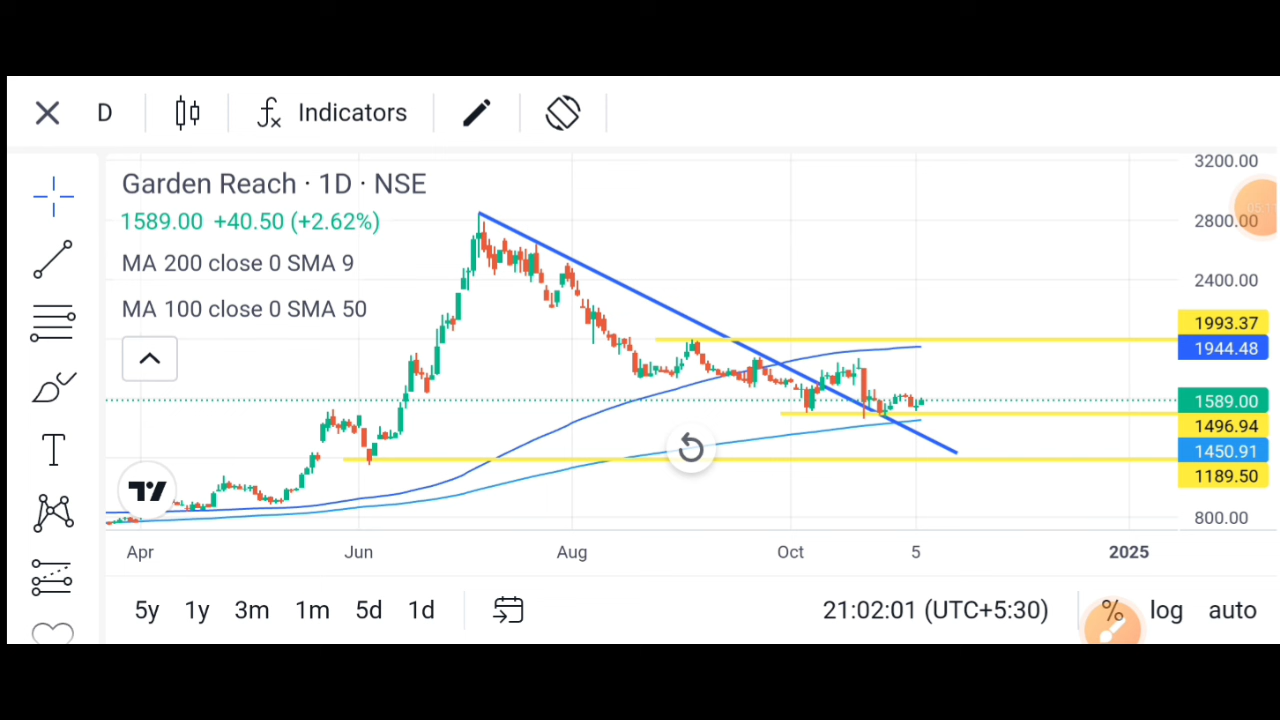 D
Indicators
Garden Reach · 1D · NSE
1589.00 +40.50 (+2.62%)
MA 200 close 0 SMA 9
MA 100 close 0 SMA 50
3200.00
2800.00
2400.00
1993.37
1944.48
1589.00
1496.94
1450.91
1189.50
800.00
Apr Jun Aug Oct 5 2025
5y 1y 3m 1m 5d 1d
21:02:01 (UTC+5:30)
% log auto